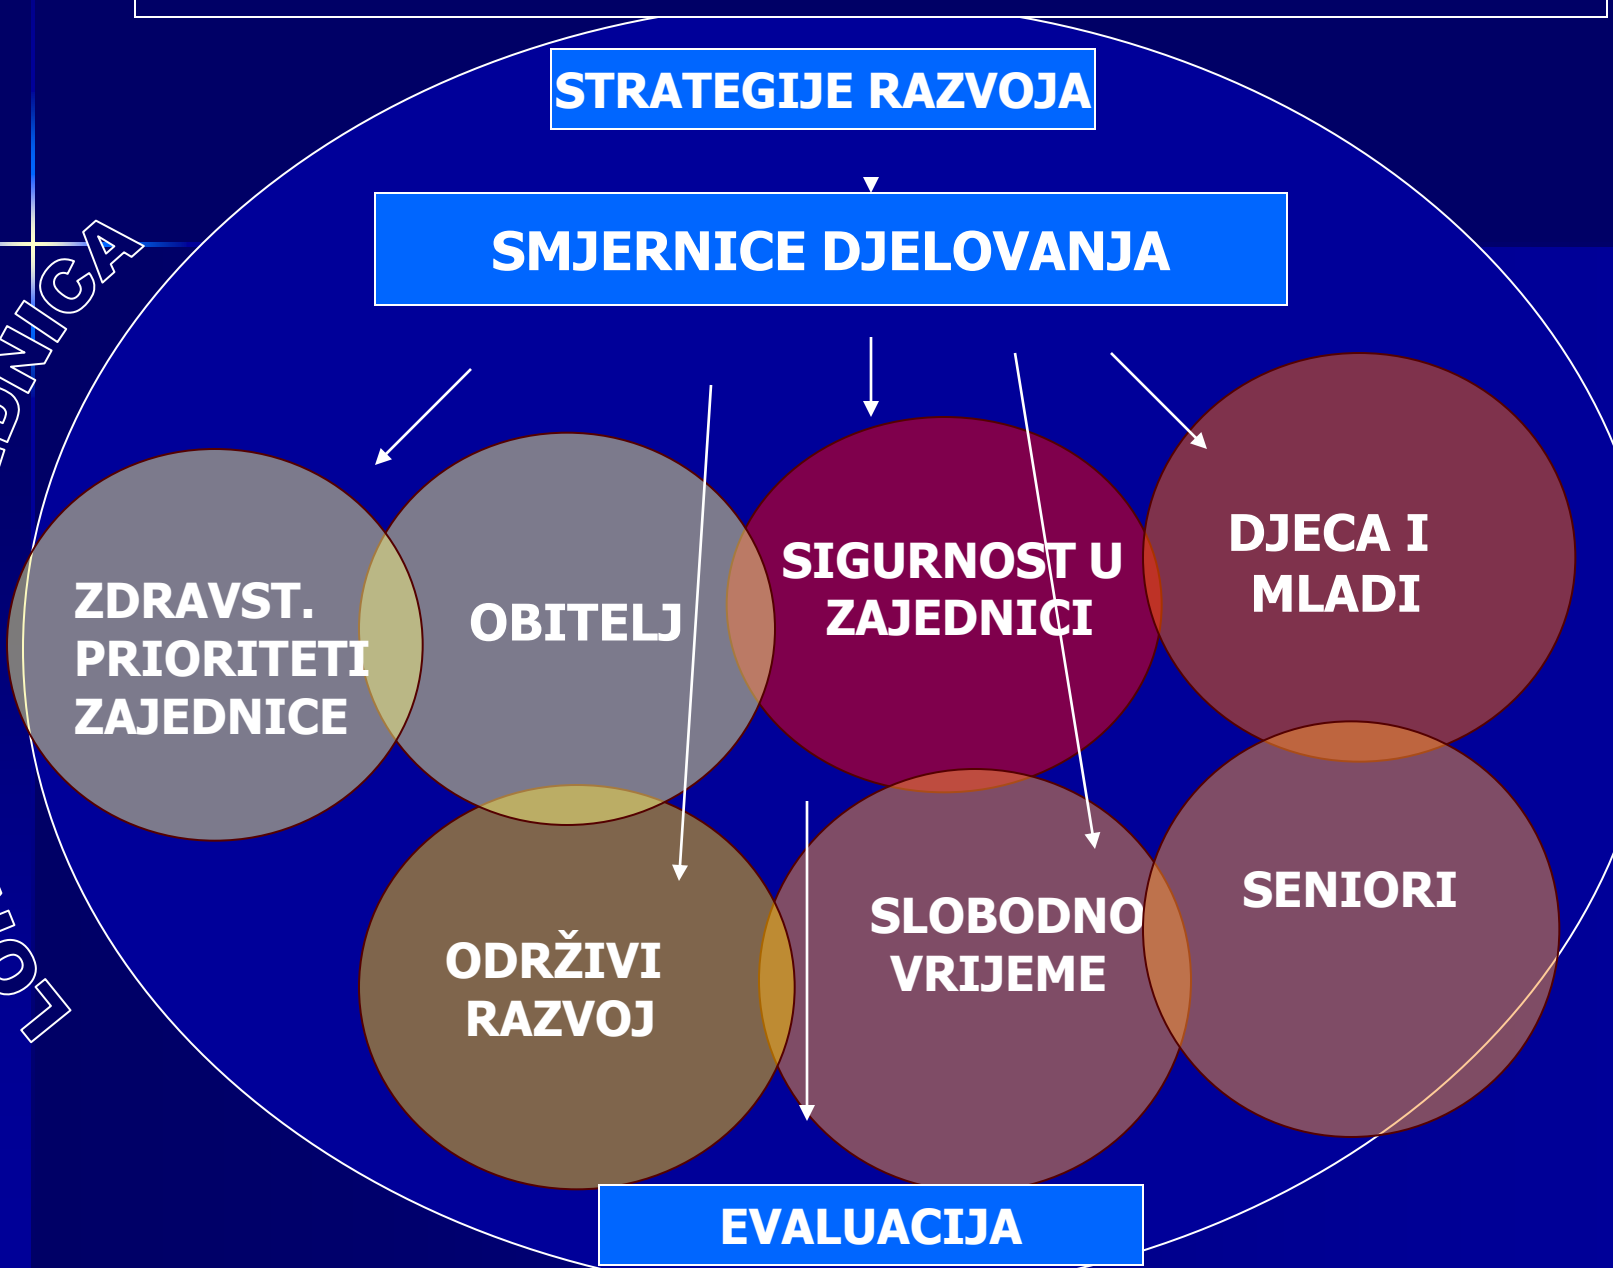 STRATEGIJE RAZVOJA
SMJERNICE DJELOVANJA
ZDRAVST.
PRIORITETI
ZAJEDNICE
OBITELJ
SIGURNOST U
ZAJEDNICI
DJECA I
MLADI
ODRŽIVI
RAZVOJ
SLOBODNO
VRIJEME
SENIORI
EVALUACIJA